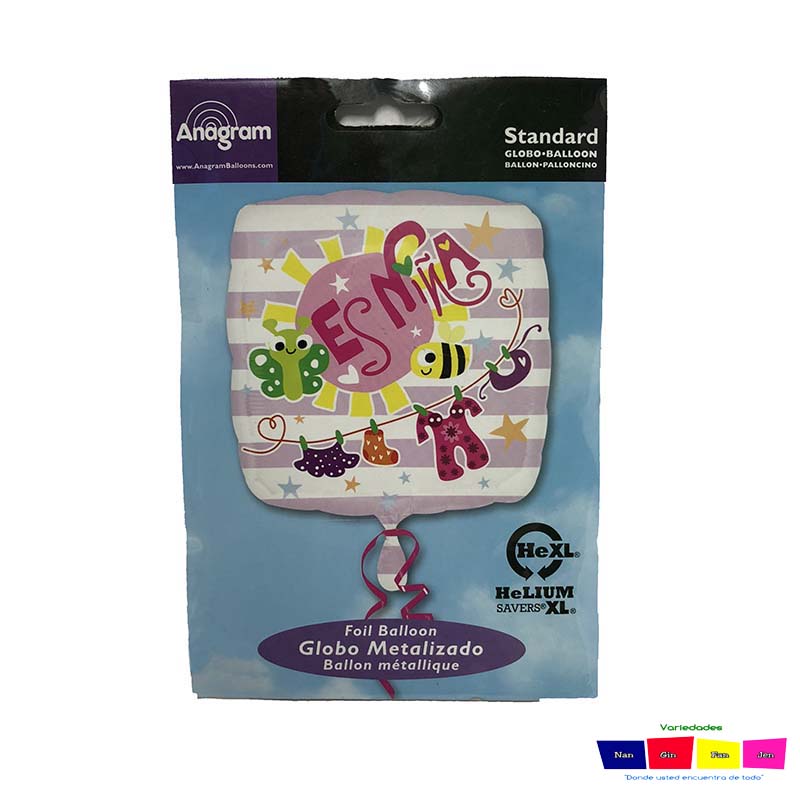 Anagram
www.AnagramBalloons.com
Standard
GLOBO•BALLOON
BALLON•PALLONCINO
ES NIÑA
HeXL®
HeLIUM
SAVERS®XL®
Foil Balloon
Globo Metalizado
Ballon métallique
Variedades
Nan Gin Fan Jen
"Donde usted encuentra de todo"